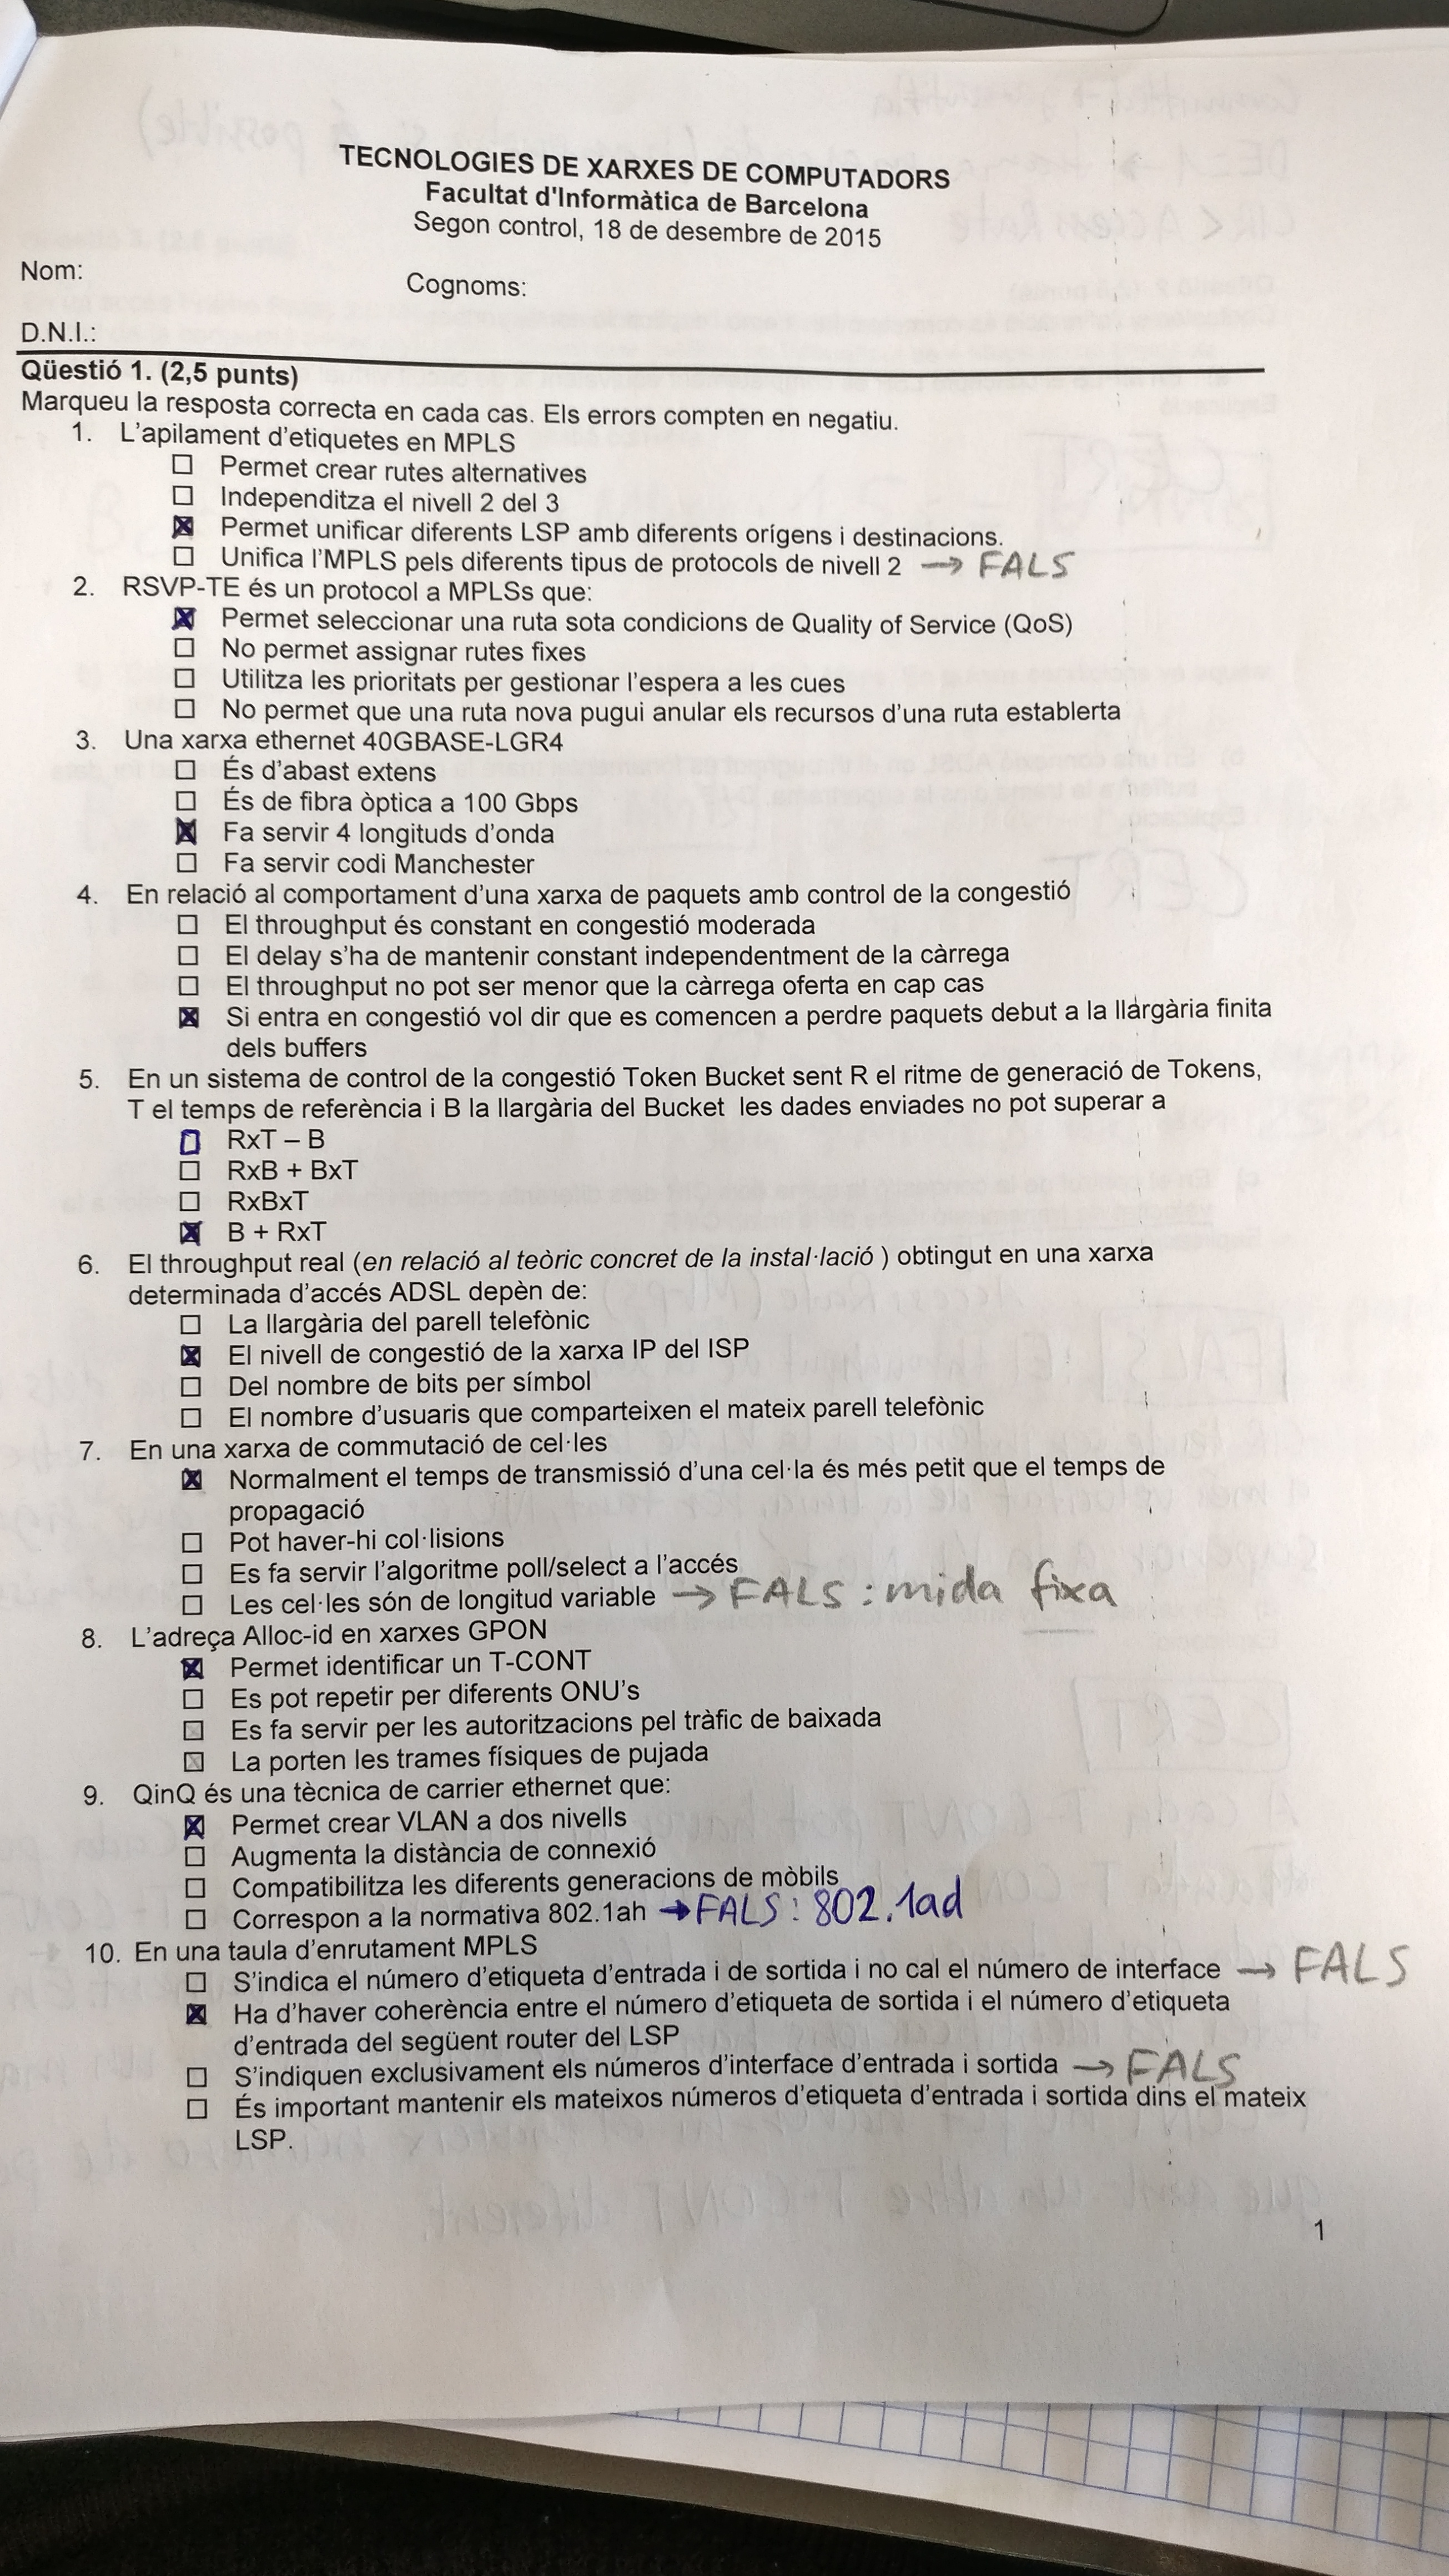 TECNOLOGIES DE XARXES DE COMPUTADORS
Facultat d'Informàtica de Barcelona
Segon control, 18 de desembre de 2015
Nom: Cognoms:
D.N.I.:
Qüestió 1. (2,5 punts)
Marqueu la resposta correcta en cada cas. Els errors compten en negatiu.
1. L'apilament d'etiquetes en MPLS
☐ Permet crear rutes alternatives
☐ Independitza el nivell 2 del 3
☒ Permet unificar diferents LSP amb diferents orígens i destinacions.
☐ Unifica l'MPLS pels diferents tipus de protocols de nivell 2 → FALS
2. RSVP-TE és un protocol a MPLSs que:
☒ Permet seleccionar una ruta sota condicions de Quality of Service (QoS)
☐ No permet assignar rutes fixes
☐ Utilitza les prioritats per gestionar l'espera a les cues
☐ No permet que una ruta nova pugui anular els recursos d'una ruta establerta
3. Una xarxa ethernet 40GBASE-LGR4
☐ És d'abast extens
☐ És de fibra òptica a 100 Gbps
☒ Fa servir 4 longituds d'onda
☐ Fa servir codi Manchester
4. En relació al comportament d'una xarxa de paquets amb control de la congestió
☐ El throughput és constant en congestió moderada
☐ El delay s'ha de mantenir constant independentment de la càrrega
☐ El throughput no pot ser menor que la càrrega oferta en cap cas
☒ Si entra en congestió vol dir que es comencen a perdre paquets debut a la llargària finita
dels buffers
5. En un sistema de control de la congestió Token Bucket sent R el ritme de generació de Tokens,
T el temps de referència i B la llargària del Bucket les dades enviades no pot superar a
☐ RxT – B
☐ RxB + BxT
☐ RxBxT
☒ B + RxT
6. El throughput real (en relació al teòric concret de la instal·lació ) obtingut en una xarxa
determinada d'accés ADSL depèn de:
☐ La llargària del parell telefònic
☒ El nivell de congestió de la xarxa IP del ISP
☐ Del nombre de bits per símbol
☐ El nombre d'usuaris que comparteixen el mateix parell telefònic
7. En una xarxa de commutació de cel·les
☒ Normalment el temps de transmissió d'una cel·la és més petit que el temps de
propagació
☐ Pot haver-hi col·lisions
☐ Es fa servir l'algoritme poll/select a l'accés
☐ Les cel·les són de longitud variable → FALS : mida fixa
8. L'adreça Alloc-id en xarxes GPON
☒ Permet identificar un T-CONT
☐ Es pot repetir per diferents ONU's
☐ Es fa servir per les autoritzacions pel tràfic de baixada
☐ La porten les trames físiques de pujada
9. QinQ és una tècnica de carrier ethernet que:
☒ Permet crear VLAN a dos nivells
☐ Augmenta la distància de connexió
☐ Compatibilitza les diferents generacions de mòbils
☐ Correspon a la normativa 802.1ah → FALS : 802.1ad
10. En una taula d'enrutament MPLS
☐ S'indica el número d'etiqueta d'entrada i de sortida i no cal el número de interface → FALS
☒ Ha d'haver coherència entre el número d'etiqueta de sortida i el número d'etiqueta
d'entrada del següent router del LSP
☐ S'indiquen exclusivament els números d'interface d'entrada i sortida → FALS
☐ És important mantenir els mateixos números d'etiqueta d'entrada i sortida dins el mateix
LSP.
1